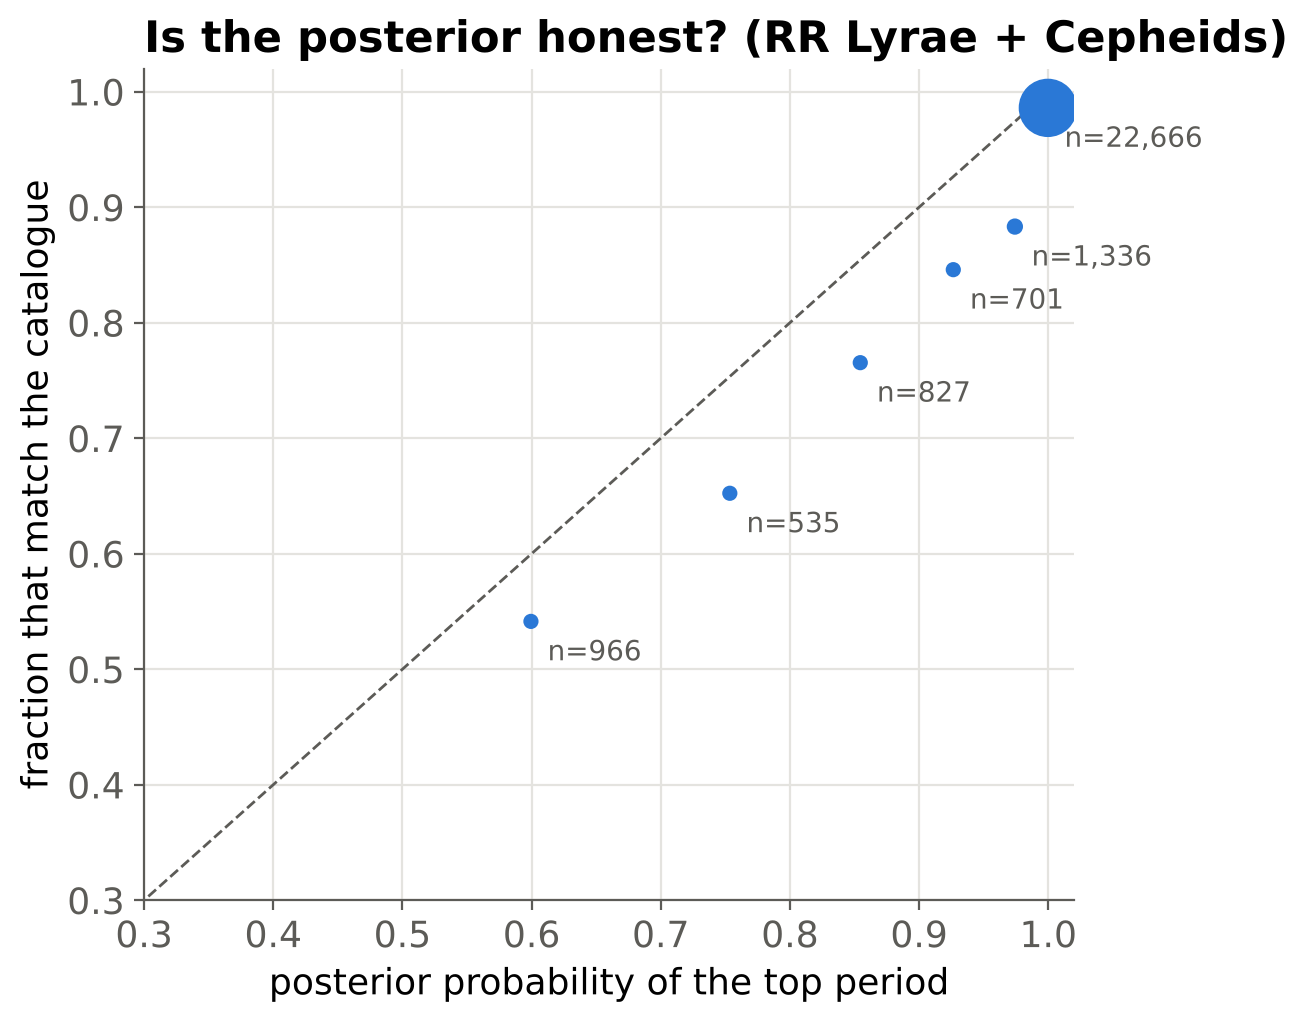 Is the posterior honest? (RR Lyrae + Cepheids)
fraction that match the catalogue
1.0
0.9
0.8
0.7
0.6
0.5
0.4
0.3
n=22,666
n=1,336
n=701
n=827
n=535
n=966
0.3 0.4 0.5 0.6 0.7 0.8 0.9 1.0
posterior probability of the top period